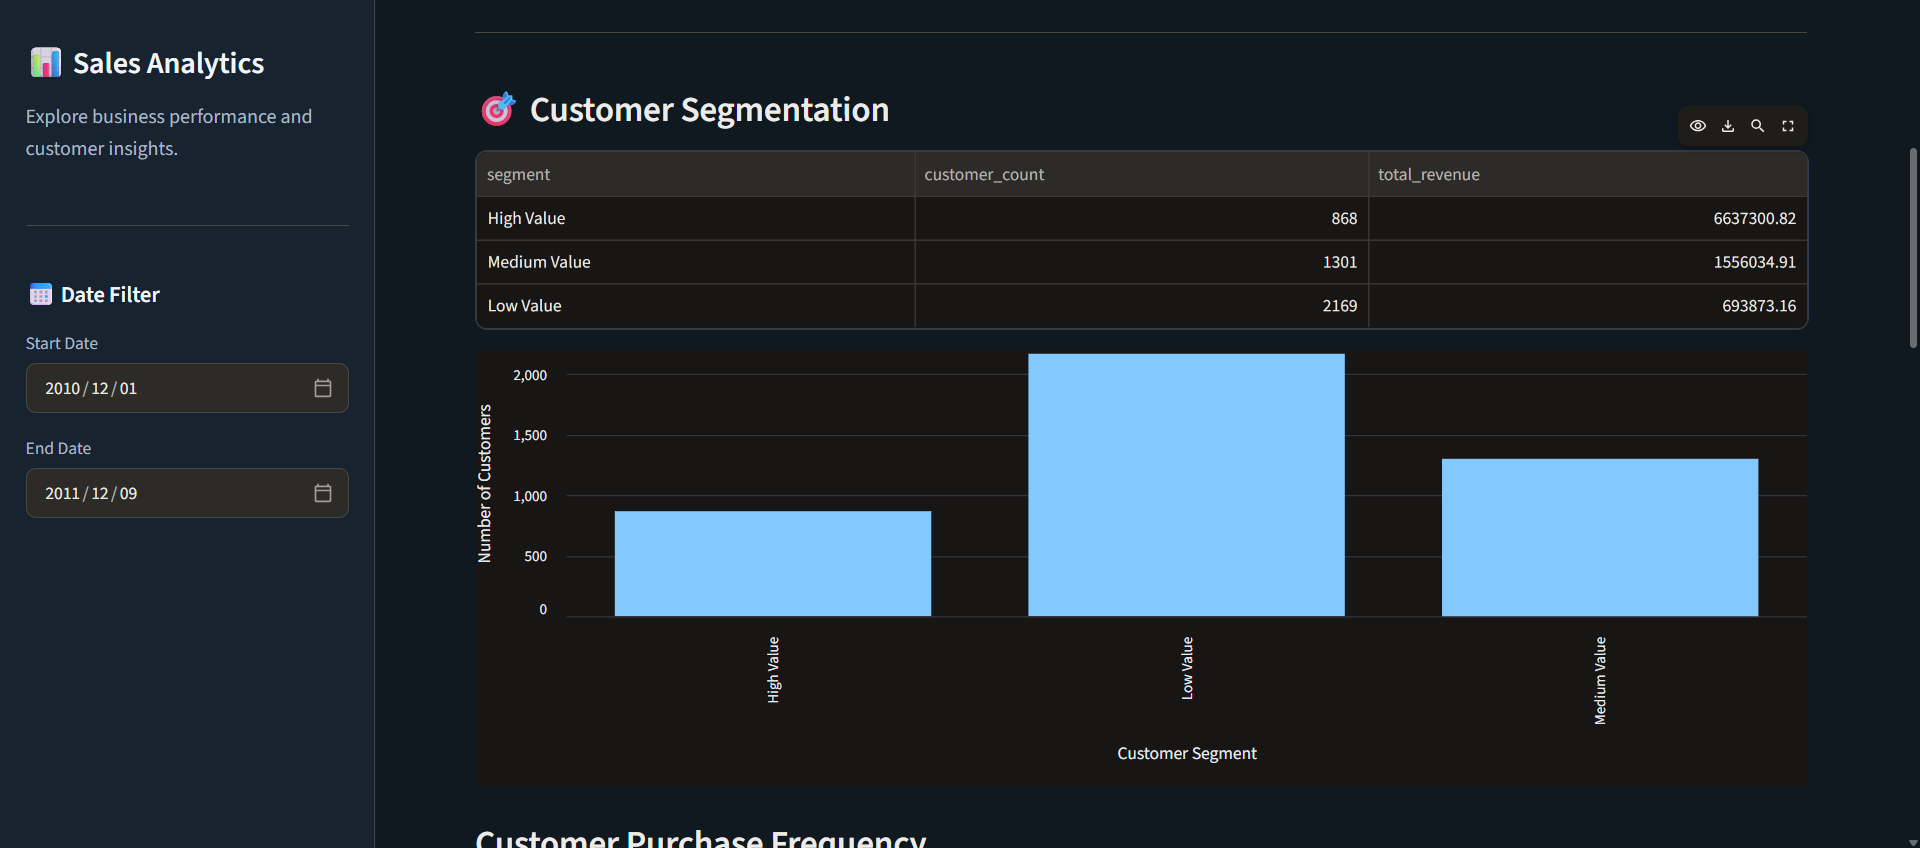 Sales Analytics
Explore business performance and
customer insights.
Date Filter
Start Date
2010/12/01
End Date
2011/12/09
Customer Segmentation
segment customer_count total_revenue
High Value 868 6637300.82
Medium Value 1301 1556034.91
Low Value 2169 693873.16
Number of Customers
2,000
1,500
1,000
500
0
High Value
Low Value
Medium Value
Customer Segment
Customer Purchase Frequency